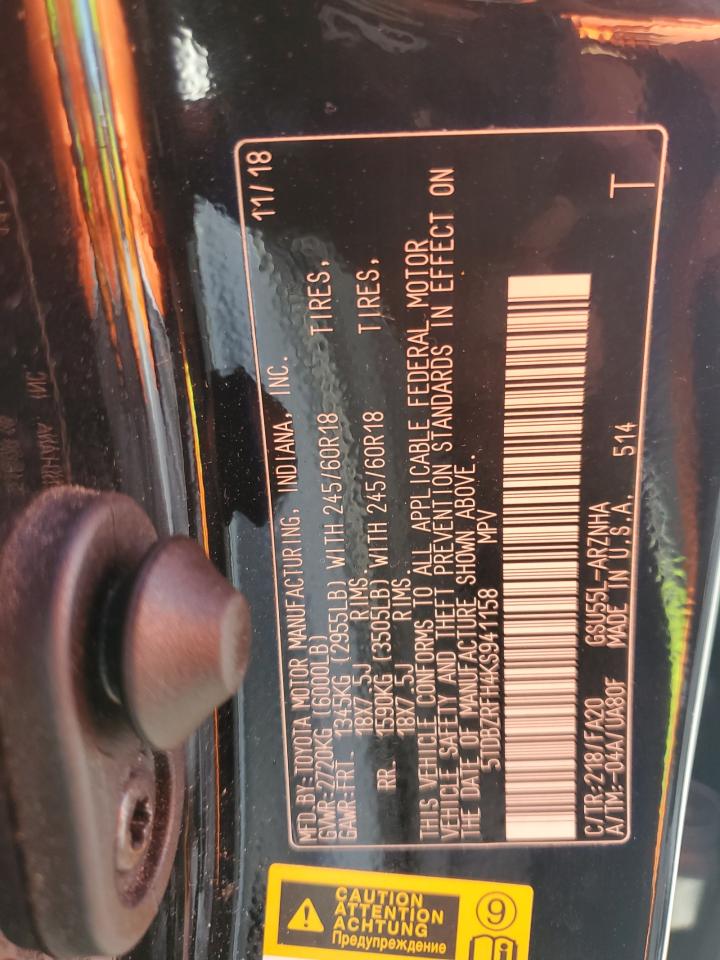 MFD.BY:TOYOTA MOTOR MANUFACTURING, INDIANA, INC. 11/18
GVWR:2720KG (6000LB)
GAWR:FRT. 1345KG (2955LB) WITH 245/60R18 TIRES,
18X7.5J RIMS.
RR. 1590KG (3505LB) WITH 245/60R18 TIRES,
18X7.5J RIMS.
THIS VEHICLE CONFORMS TO ALL APPLICABLE FEDERAL MOTOR
VEHICLE SAFETY AND THEFT PREVENTION STANDARDS IN EFFECT ON
THE DATE OF MANUFACTURE SHOWN ABOVE.
5TDBZRFH4KS941158 MPV
C/TR:218/FA20 GSU55L-ARZNHA T
A/TM:-04A/UA80F MADE IN U.S.A. 514
CAUTION
ATTENTION
ACHTUNG
Предупреждение
9